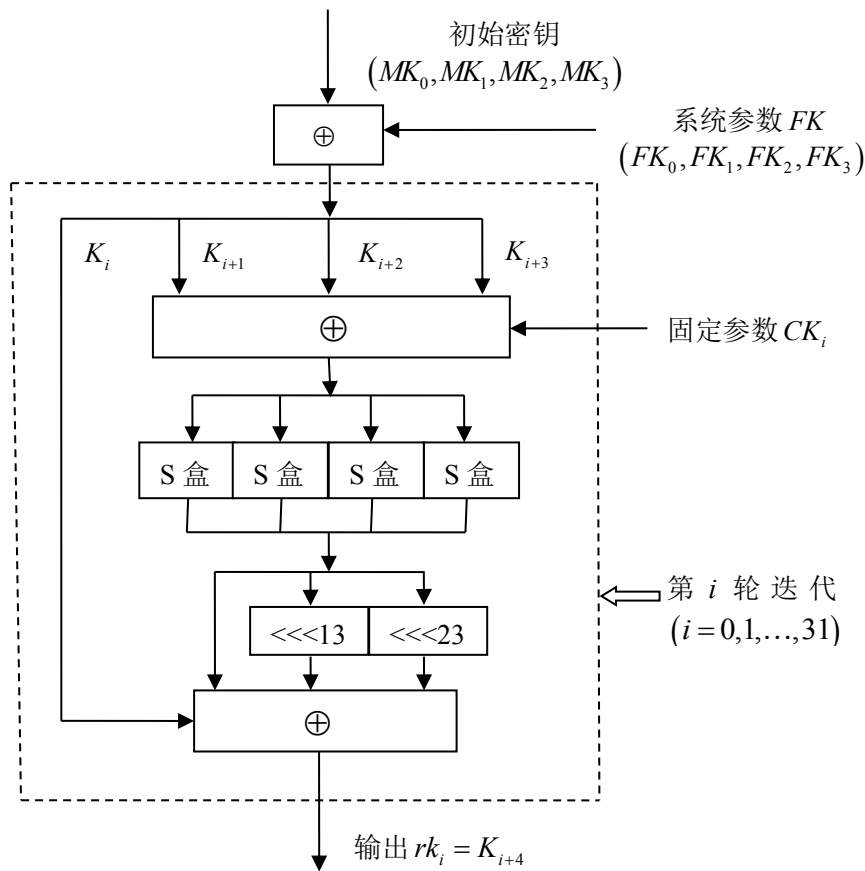 初始密钥
(MK₀,MK₁,MK₂,MK₃)
⊕
系统参数 FK
(FK₀,FK₁,FK₂,FK₃)
Kᵢ
Kᵢ₊₁
Kᵢ₊₂
Kᵢ₊₃
⊕
固定参数 CKᵢ
S 盒
S 盒
S 盒
S 盒
<<<13
<<<23
第 i 轮迭代
(i=0,1,…,31)
⊕
输出 rkᵢ = Kᵢ₊₄